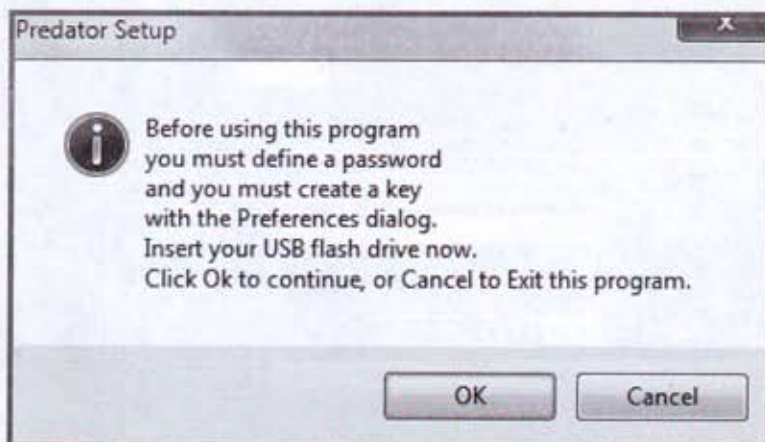 Predator Setup
Before using this program
you must define a password
and you must create a key
with the Preferences dialog.
Insert your USB flash drive now.
Click Ok to continue, or Cancel to Exit this program.
OK
Cancel